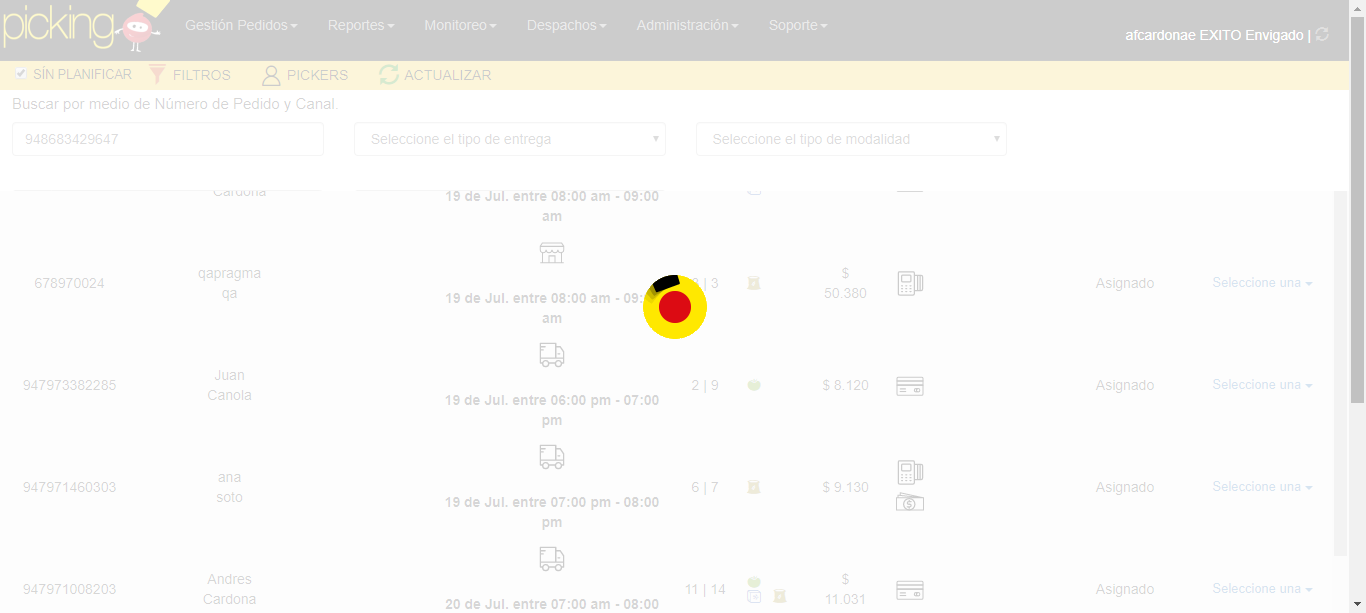 picking
Gestión Pedidos Reportes Monitoreo Despachos Administración Soporte
afcardonae EXITO Envigado |
SÍN PLANIFICAR FILTROS PICKERS ACTUALIZAR
Buscar por medio de Número de Pedido y Canal.
948683429647 Seleccione el tipo de entrega Seleccione el tipo de modalidad
Cardona
19 de Jul. entre 08:00 am - 09:00
am
678970024 qapragma
qa
19 de Jul. entre 08:00 am - 09:
am
| 3
$
50.380
Asignado Seleccione una
947973382285 Juan
Canola
19 de Jul. entre 06:00 pm - 07:00
pm
2 | 9 $ 8.120 Asignado Seleccione una
947971460303 ana
soto
19 de Jul. entre 07:00 pm - 08:00
pm
6 | 7 $ 9.130 Asignado Seleccione una
947971008203 Andres
Cardona
20 de Jul. entre 07:00 am - 08:00
11 | 14 $
11.031
Asignado Seleccione una